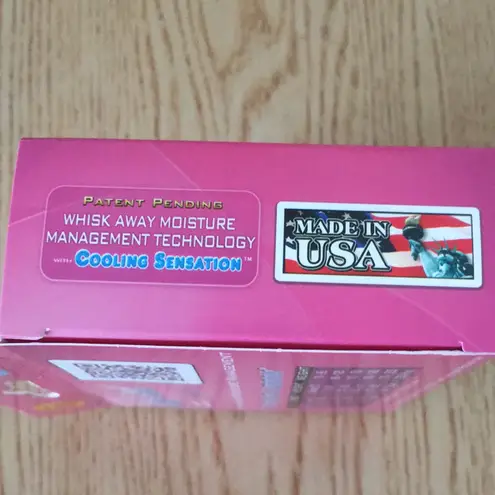 PATENT PENDING
WHISK AWAY MOISTURE
MANAGEMENT TECHNOLOGY
WITH COOLING SENSATION™
MADE IN
USA